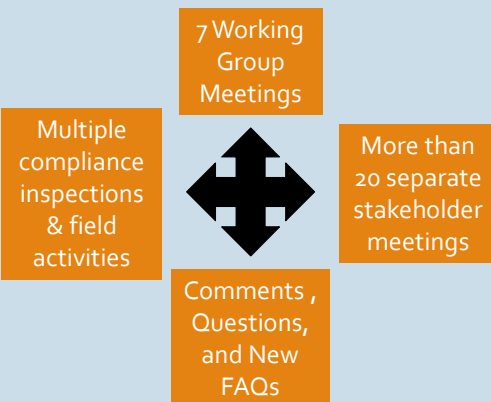 7 Working
Group
Meetings
Multiple
compliance
inspections
& field
activities
More than
20 separate
stakeholder
meetings
Comments ,
Questions,
and New
FAQs